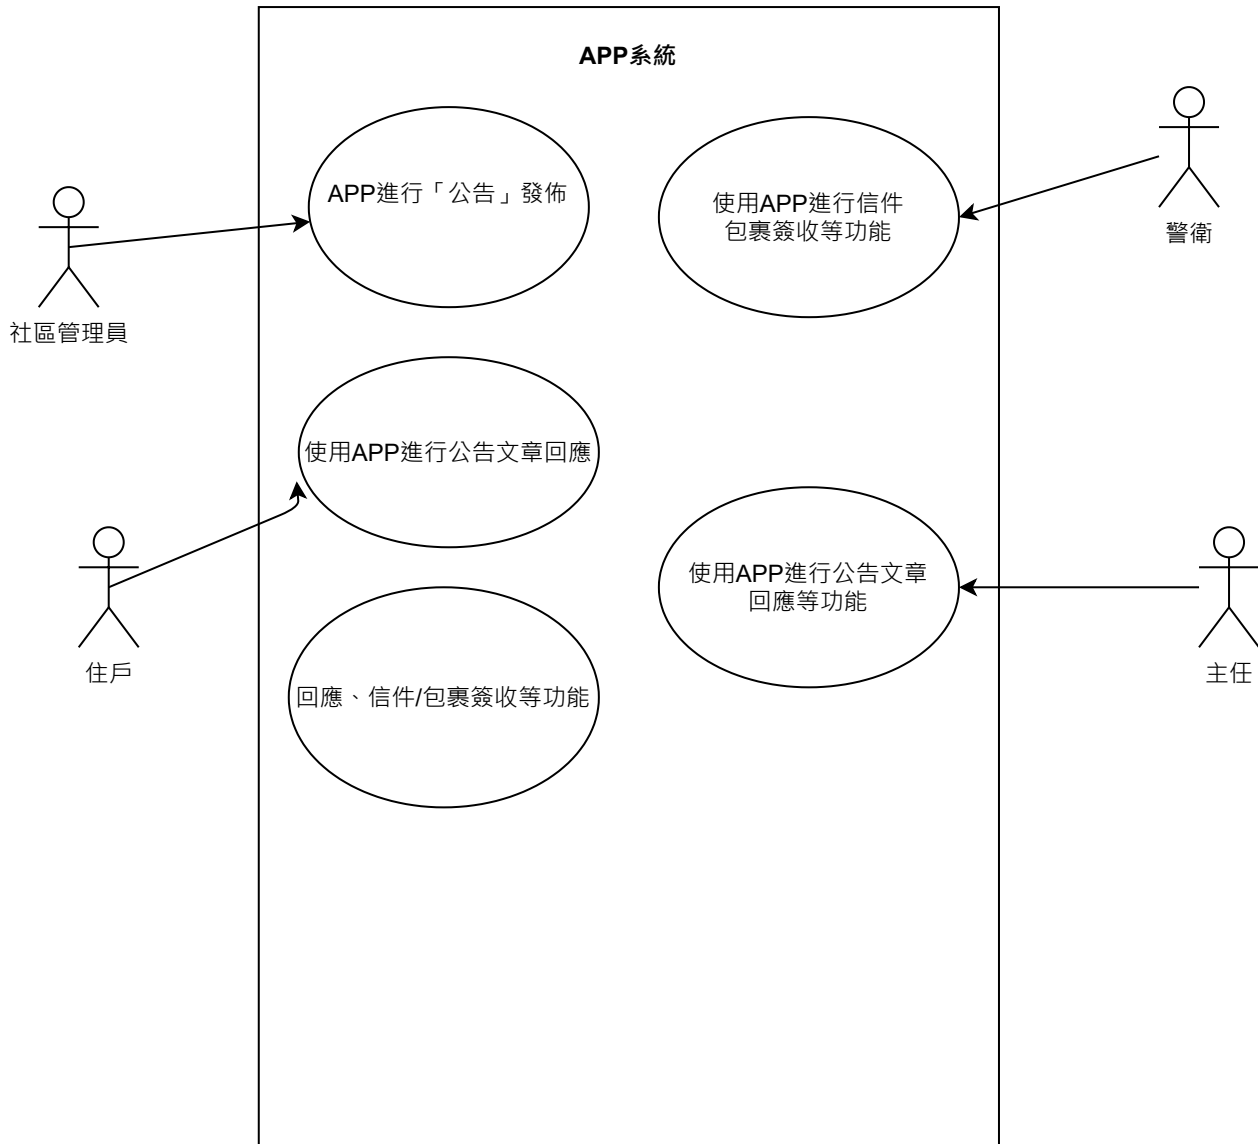 APP系統
APP進行「公告」發佈
使用APP進行信件
包裹簽收等功能
警衛
社區管理員
使用APP進行公告文章回應
使用APP進行公告文章
回應等功能
住戶
主任
回應、信件/包裹簽收等功能